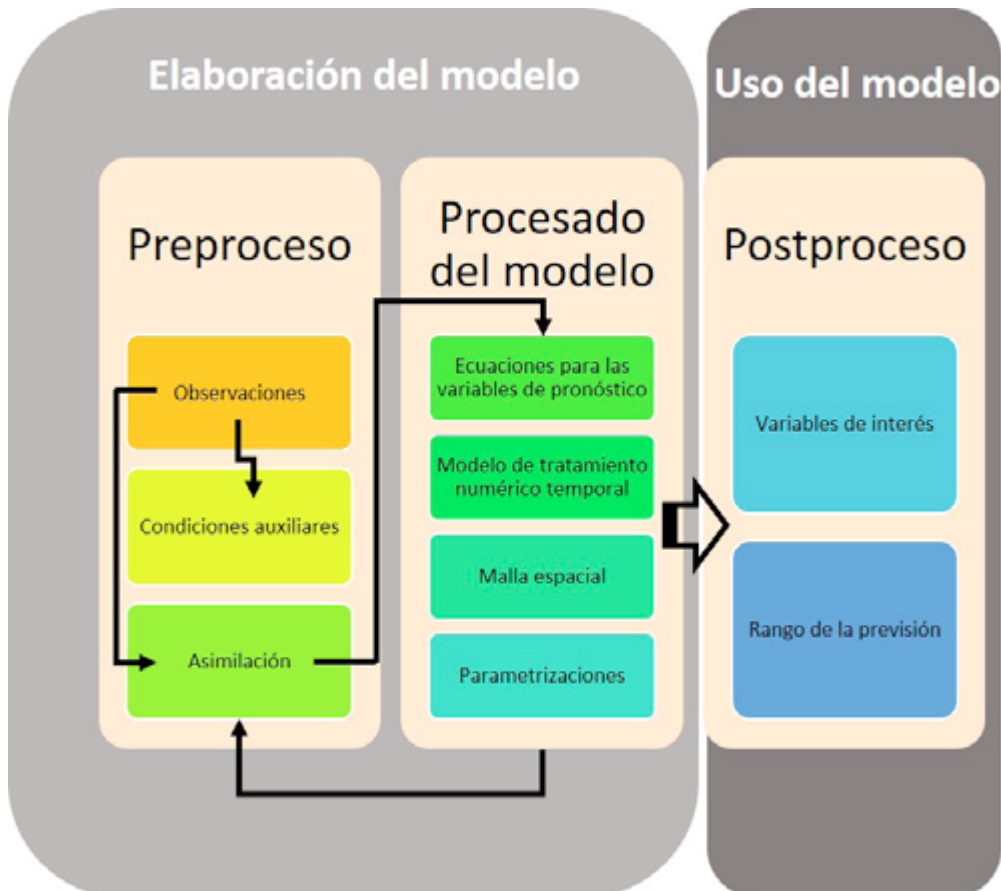 Elaboración del modelo
Uso del modelo
Preproceso
Observaciones
Condiciones auxiliares
Asimilación
Procesado
del modelo
Ecuaciones para las
variables de pronóstico
Modelo de tratamiento
numérico temporal
Malla espacial
Parametrizaciones
Postproceso
Variables de interés
Rango de la previsión